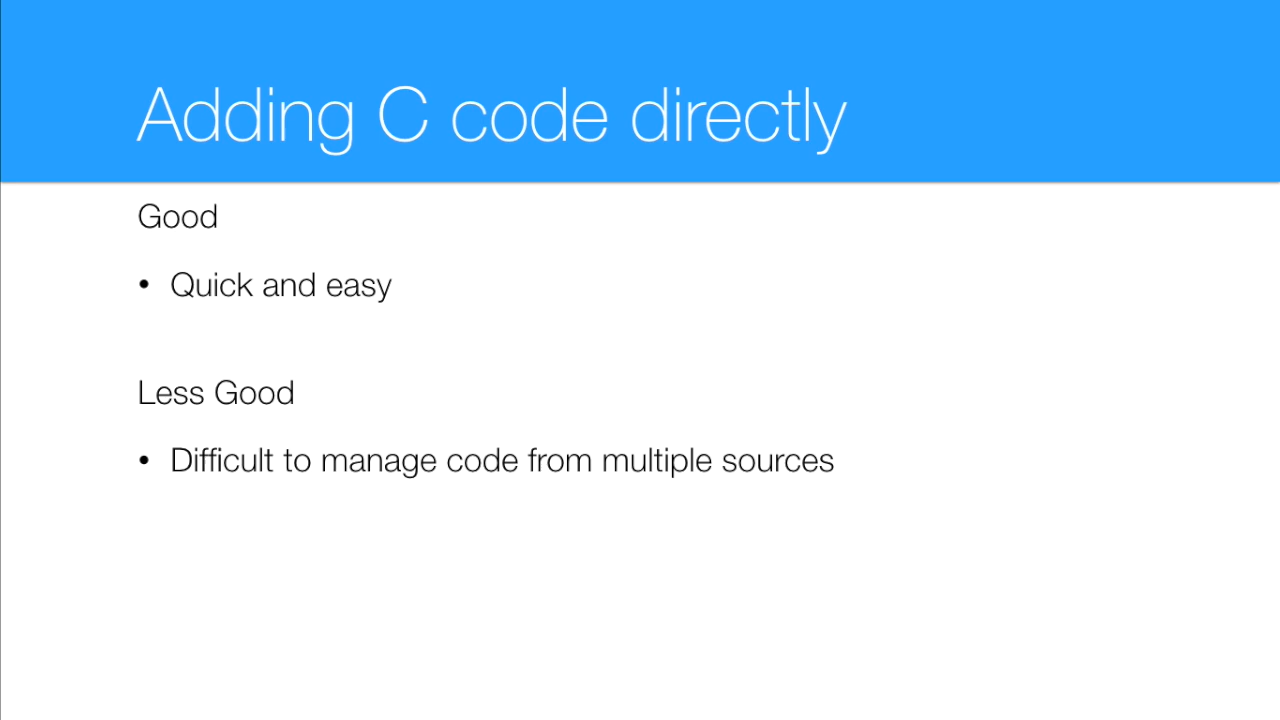 Adding C code directly
Good
• Quick and easy
Less Good
• Difficult to manage code from multiple sources